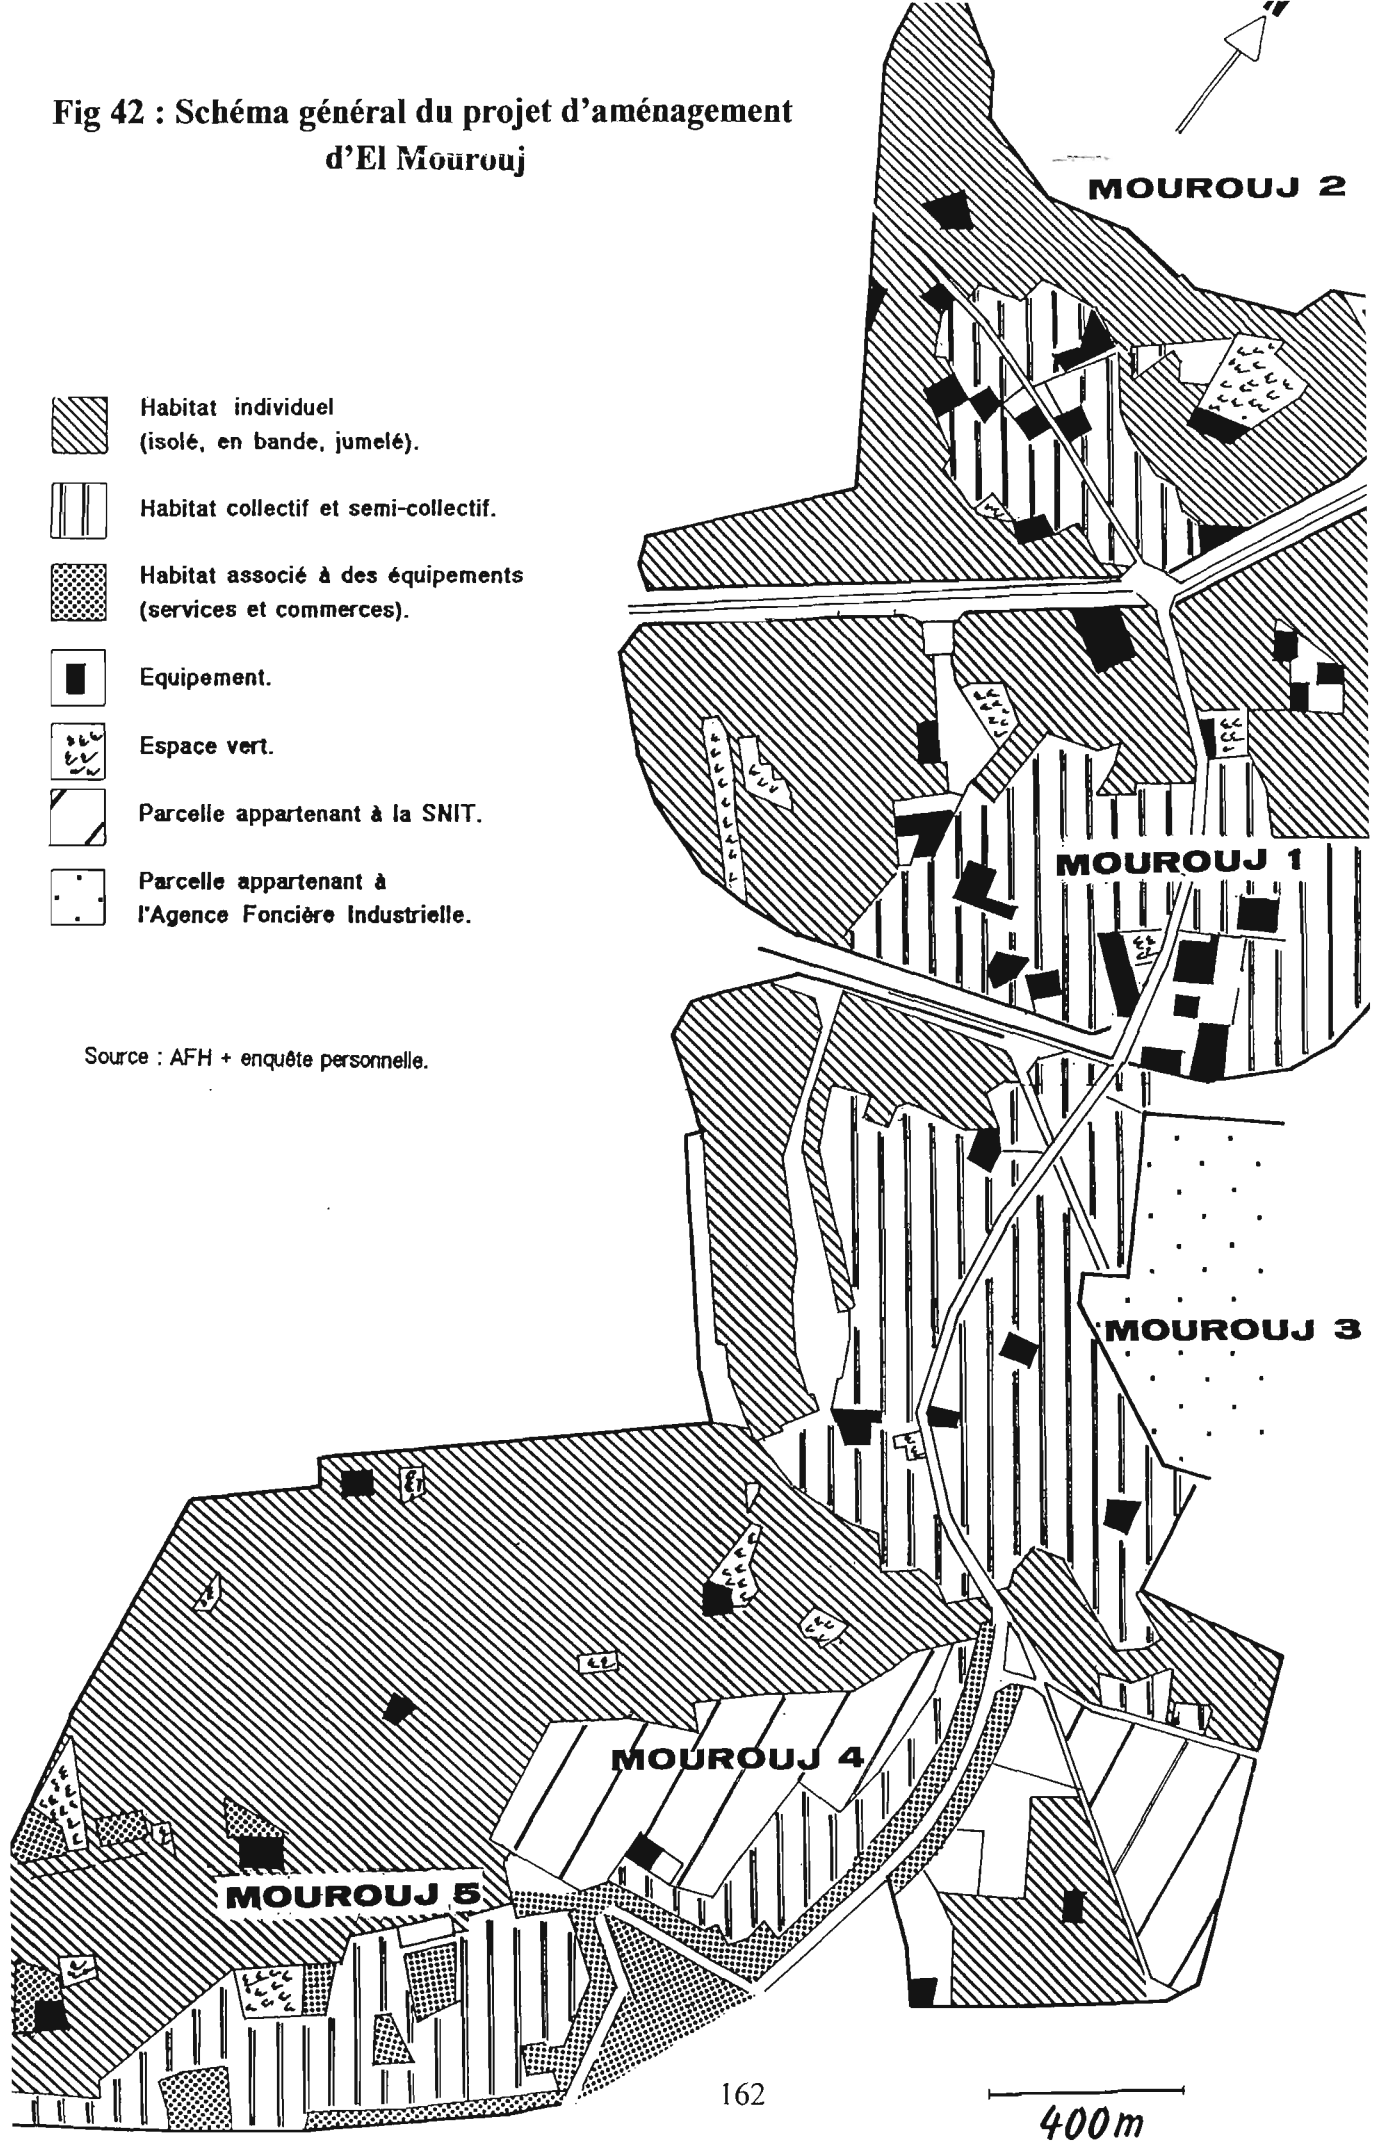 Fig 42 : Schéma général du projet d'aménagement
d'El Mourouj
MOUROUJ 2
Habitat individuel
(isolé, en bande, jumelé).
Habitat collectif et semi-collectif.
Habitat associé à des équipements
(services et commerces).
Equipement.
Espace vert.
Parcelle appartenant à la SNIT.
Parcelle appartenant à
l'Agence Foncière Industrielle.
MOUROUJ 1
Source : AFH + enquête personnelle.
MOUROUJ 3
MOUROUJ 4
MOUROUJ 5
162
400m